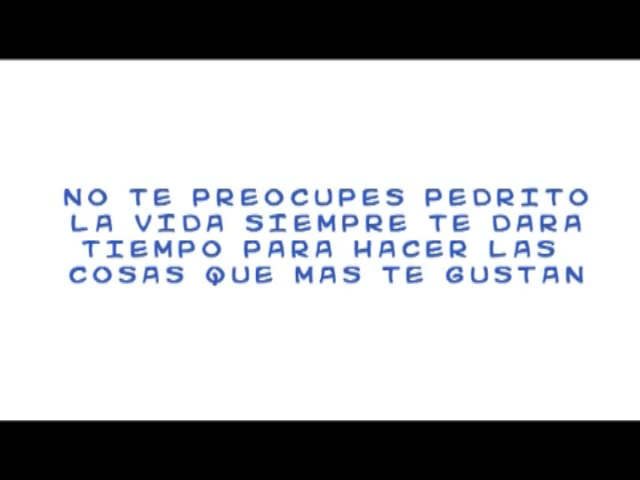 NO TE PREOCUPES PEDRITO
LA VIDA SIEMPRE TE DARA
TIEMPO PARA HACER LAS
COSAS QUE MAS TE GUSTAN